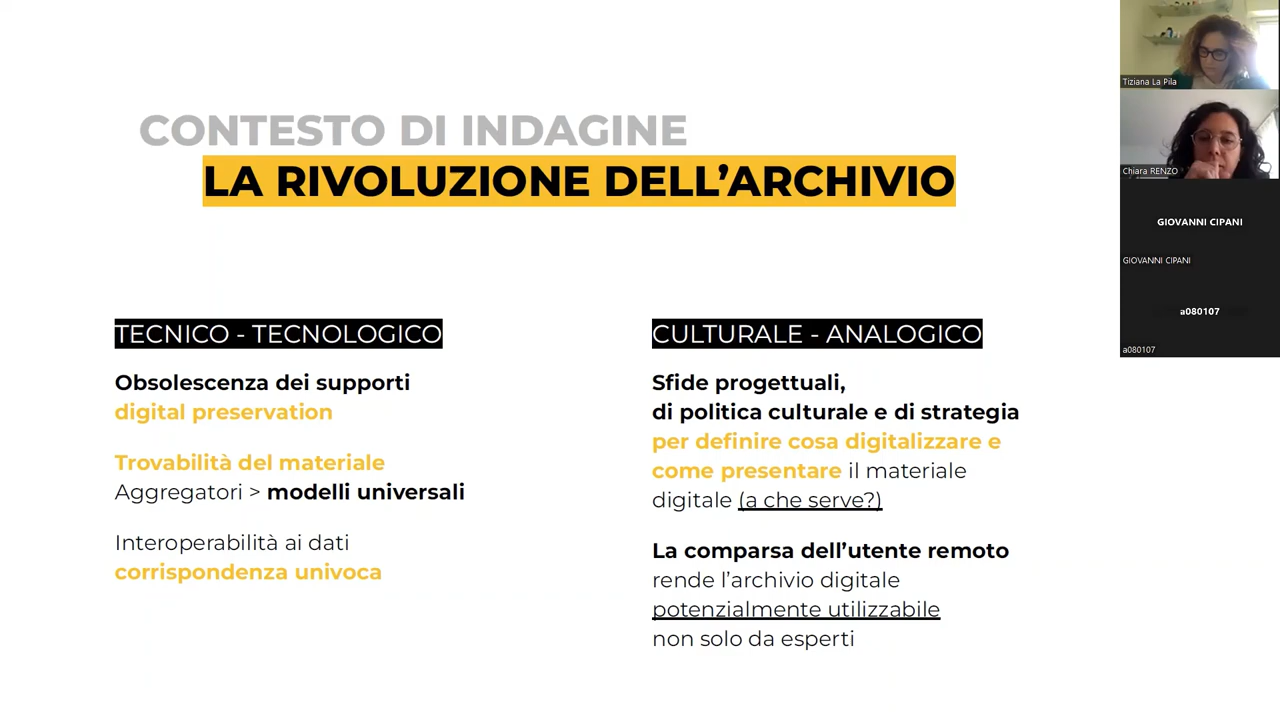 CONTESTO DI INDAGINE
LA RIVOLUZIONE DELL’ARCHIVIO
TECNICO - TECNOLOGICO
Obsolescenza dei supporti
digital preservation
Trovabilità del materiale
Aggregatori > modelli universali
Interoperabilità ai dati
corrispondenza univoca
CULTURALE - ANALOGICO
Sfide progettuali,
di politica culturale e di strategia
per definire cosa digitalizzare e
come presentare il materiale
digitale (a che serve?)
La comparsa dell’utente remoto
rende l’archivio digitale
potenzialmente utilizzabile
non solo da esperti
Tiziana La Pila
Chiara RENZO
GIOVANNI CIPANI
GIOVANNI CIPANI
a080107
a080107